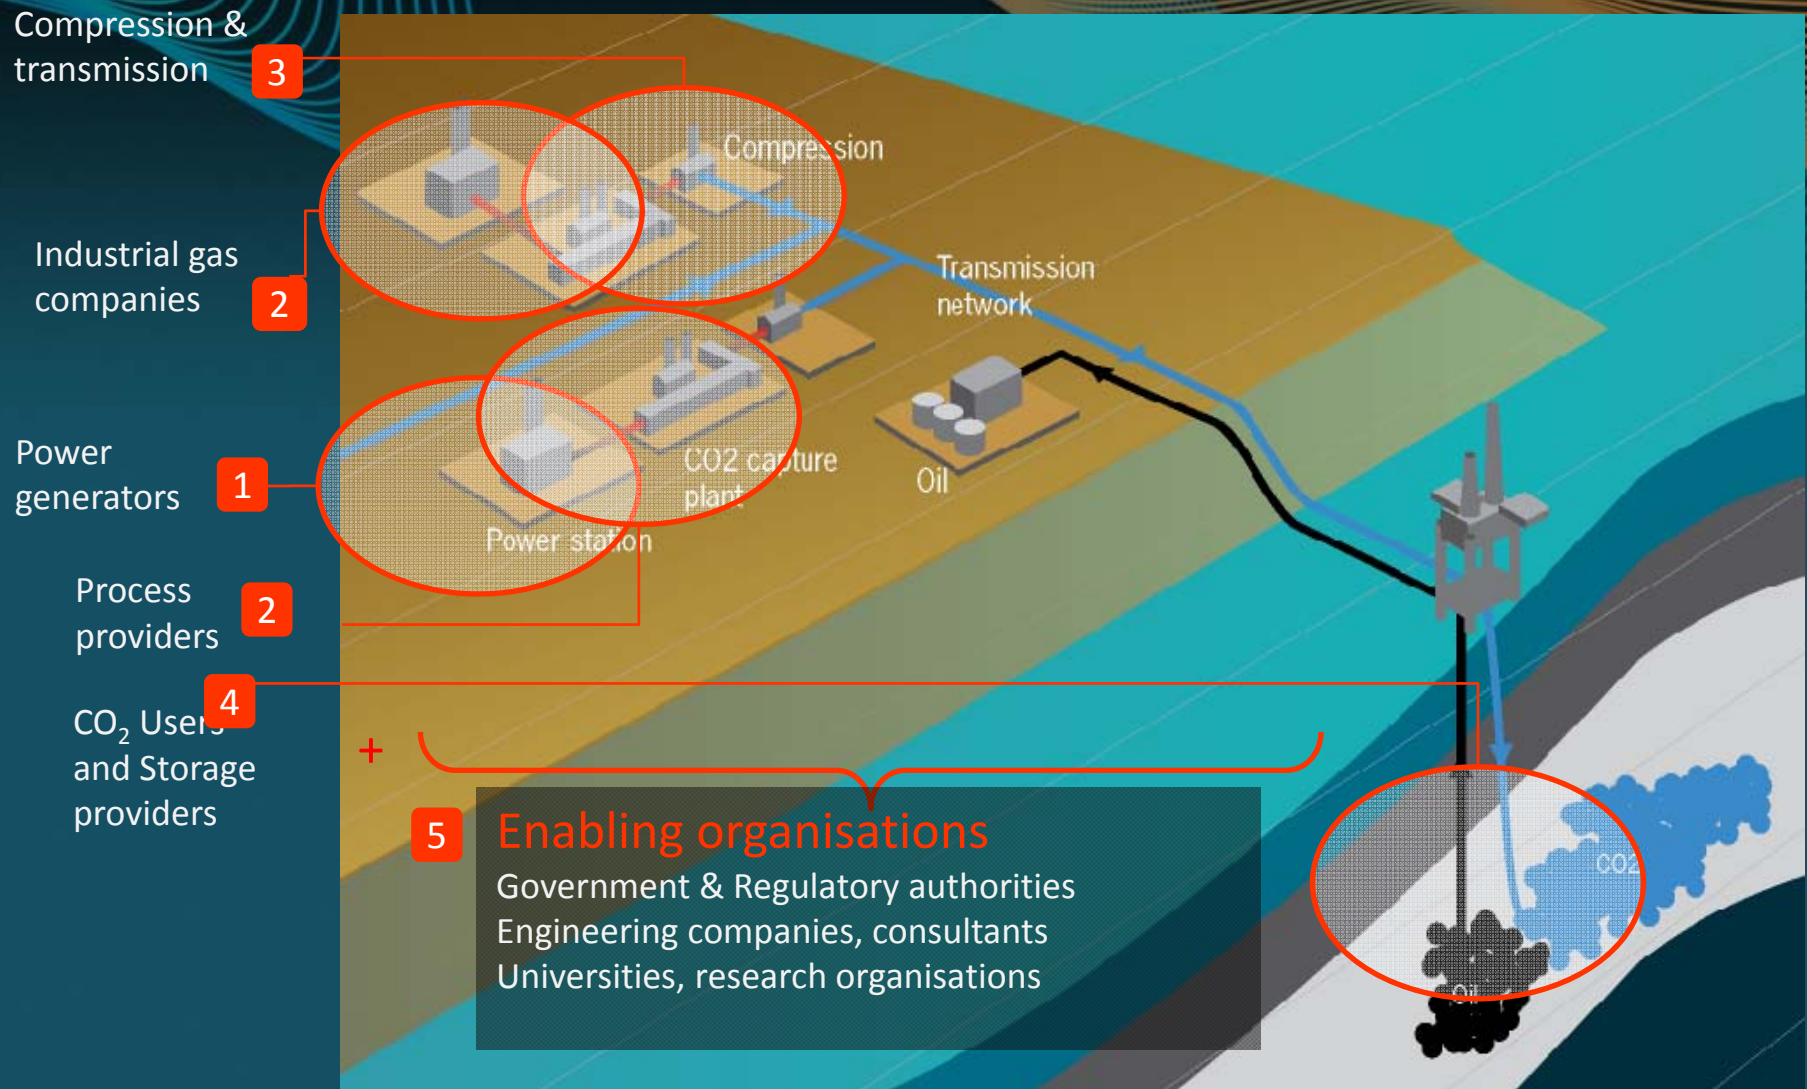 Compression &
transmission
3
Industrial gas
companies
2
Power
generators
1
Process
providers
2
4
CO₂ Users
and Storage
providers
Compression
Transmission
network
CO2 capture
plant
Oil
Power station
+
5
Enabling organisations
Government & Regulatory authorities
Engineering companies, consultants
Universities, research organisations
CO2
Oil